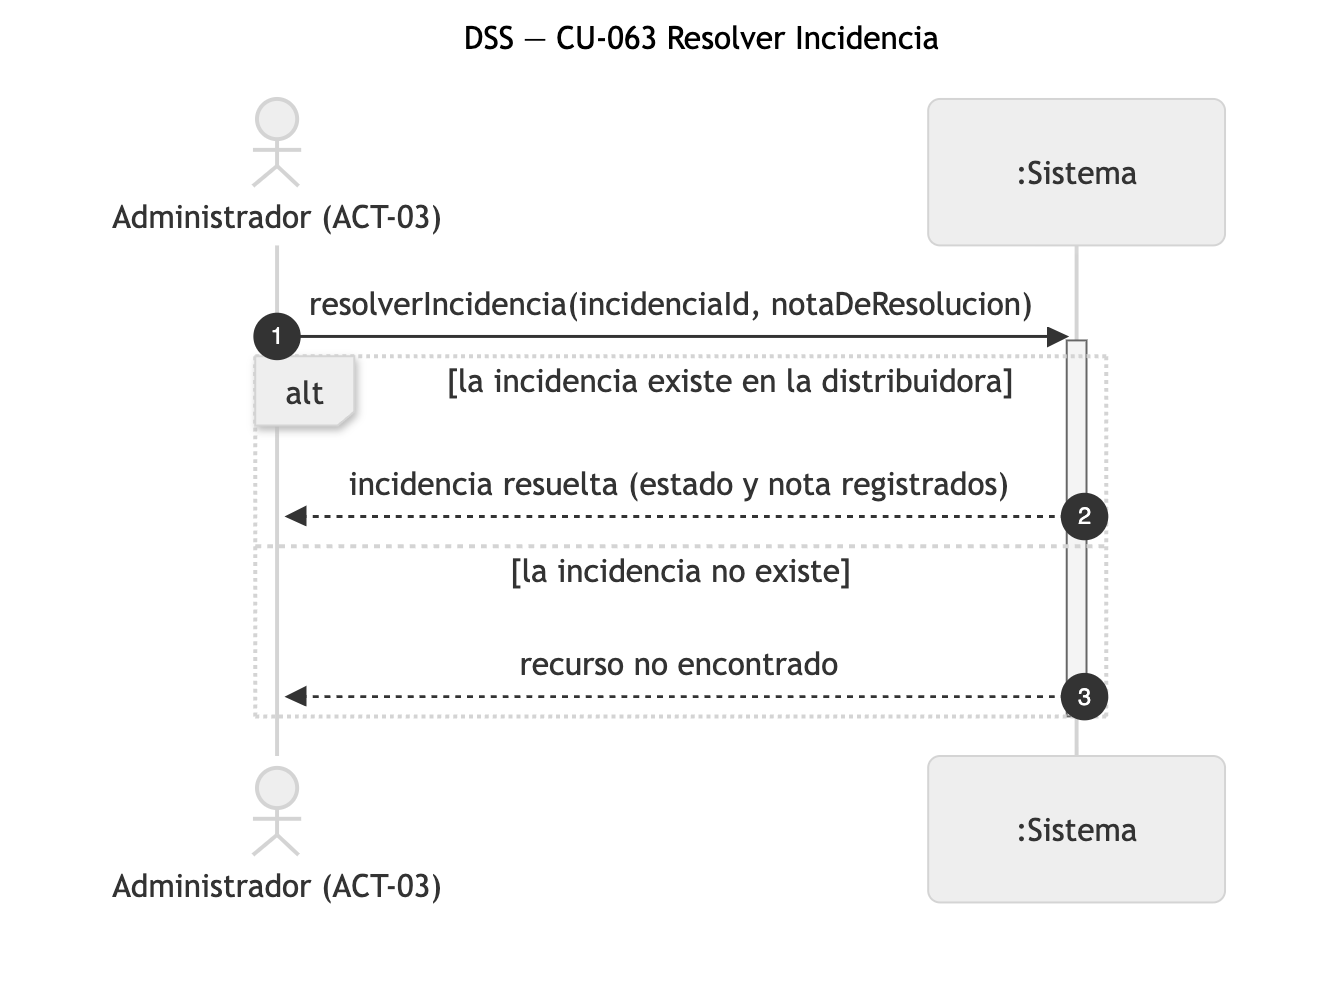 DSS — CU-063 Resolver Incidencia
:Sistema
Administrador (ACT-03)
resolverIncidencia(incidenciaId, notaDeResolucion)
1
alt
[la incidencia existe en la distribuidora]
incidencia resuelta (estado y nota registrados)
2
[la incidencia no existe]
recurso no encontrado
3
:Sistema
Administrador (ACT-03)